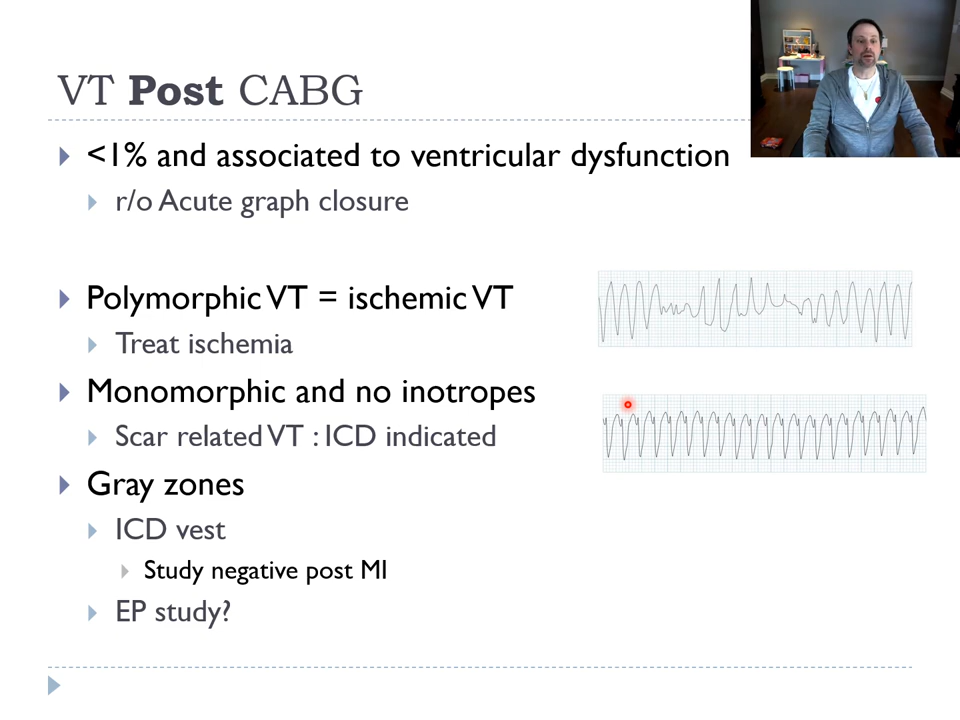 VT Post CABG
<1% and associated to ventricular dysfunction
r/o Acute graph closure
Polymorphic VT = ischemic VT
Treat ischemia
Monomorphic and no inotropes
Scar related VT : ICD indicated
Gray zones
ICD vest
Study negative post MI
EP study?